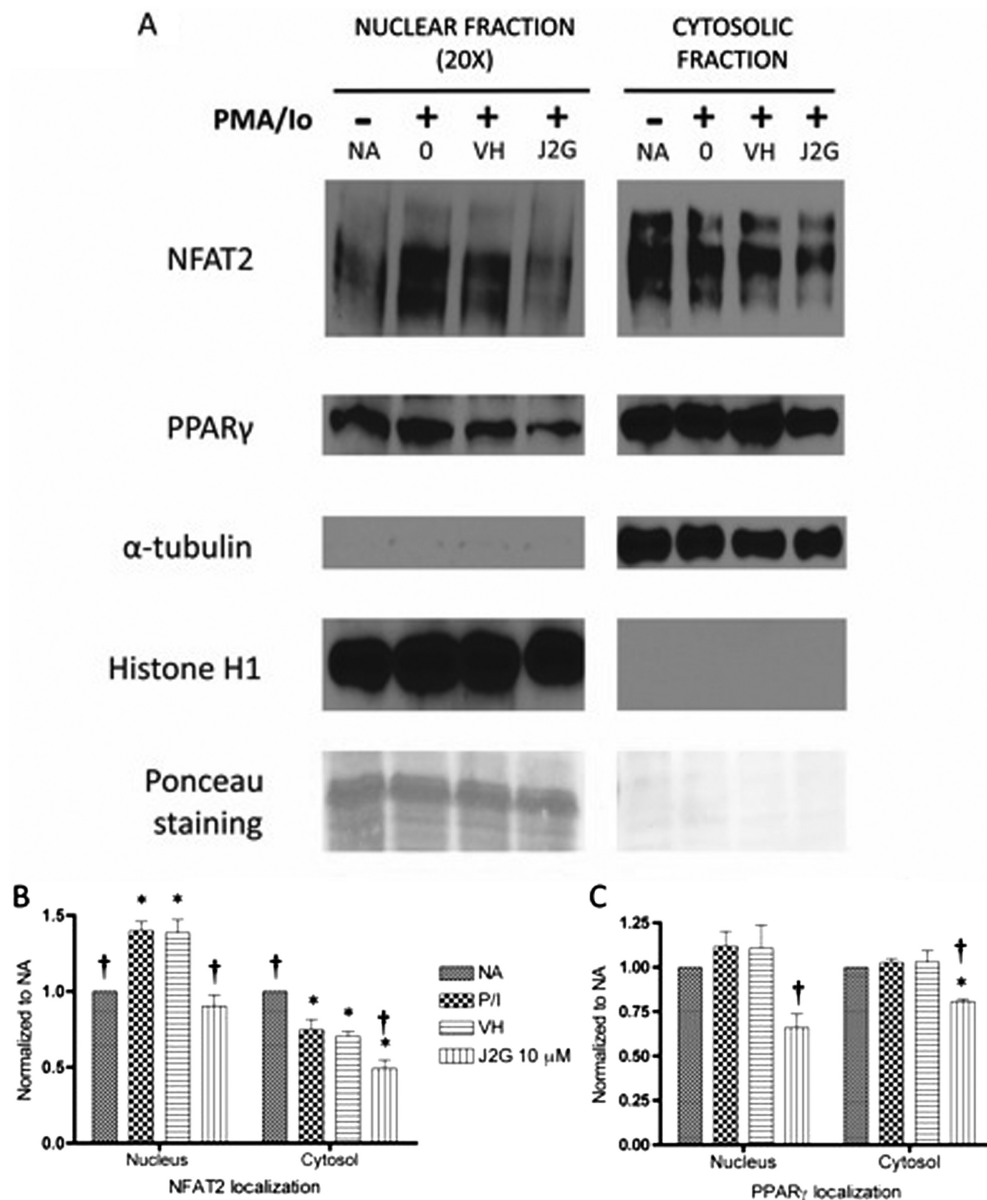 A
NUCLEAR FRACTION
(20X)
CYTOSOLIC
FRACTION
PMA/Io - + + + - + + +
NA 0 VH J2G NA 0 VH J2G
NFAT2
PPARγ
α-tubulin
Histone H1
Ponceau
staining
B
Normalized to NA
1.5
1.0
0.5
0.0
† * * † † * * † *
Nucleus Cytosol
NFAT2 localization
NA
P/I
VH
J2G 10 µM
C
Normalized to NA
1.25
1.00
0.75
0.50
0.25
0.00
† † *
Nucleus Cytosol
PPARγ localization